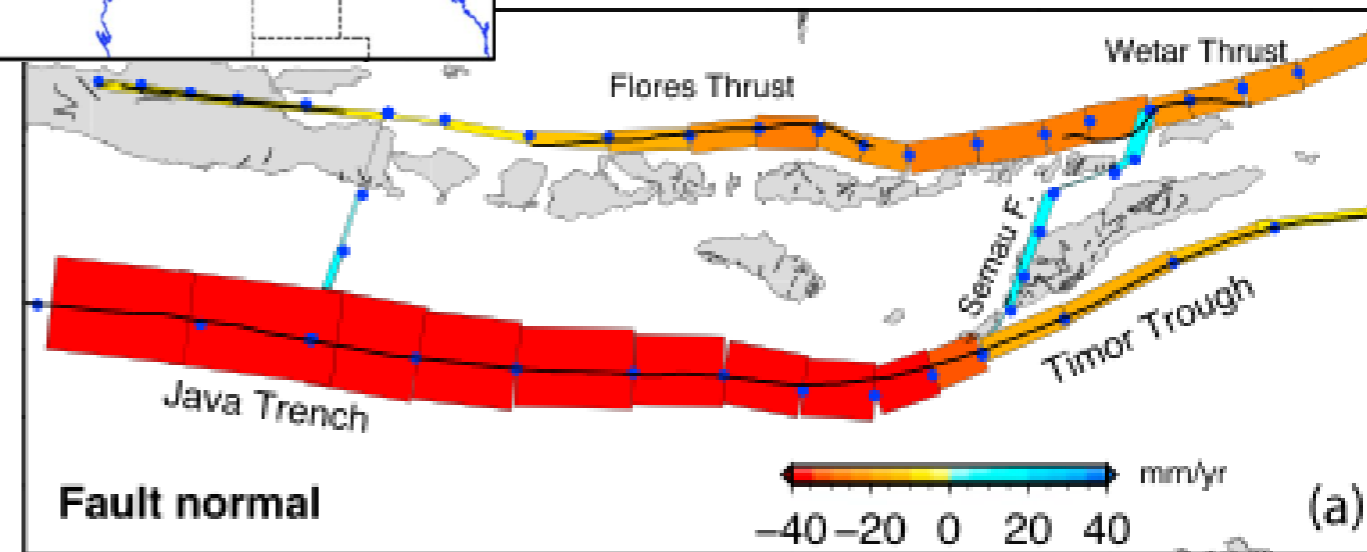 Wetar Thrust
Flores Thrust
Semau F.
Timor Trough
Java Trench
mm/yr
Fault normal
(a)
−40 −20 0 20 40